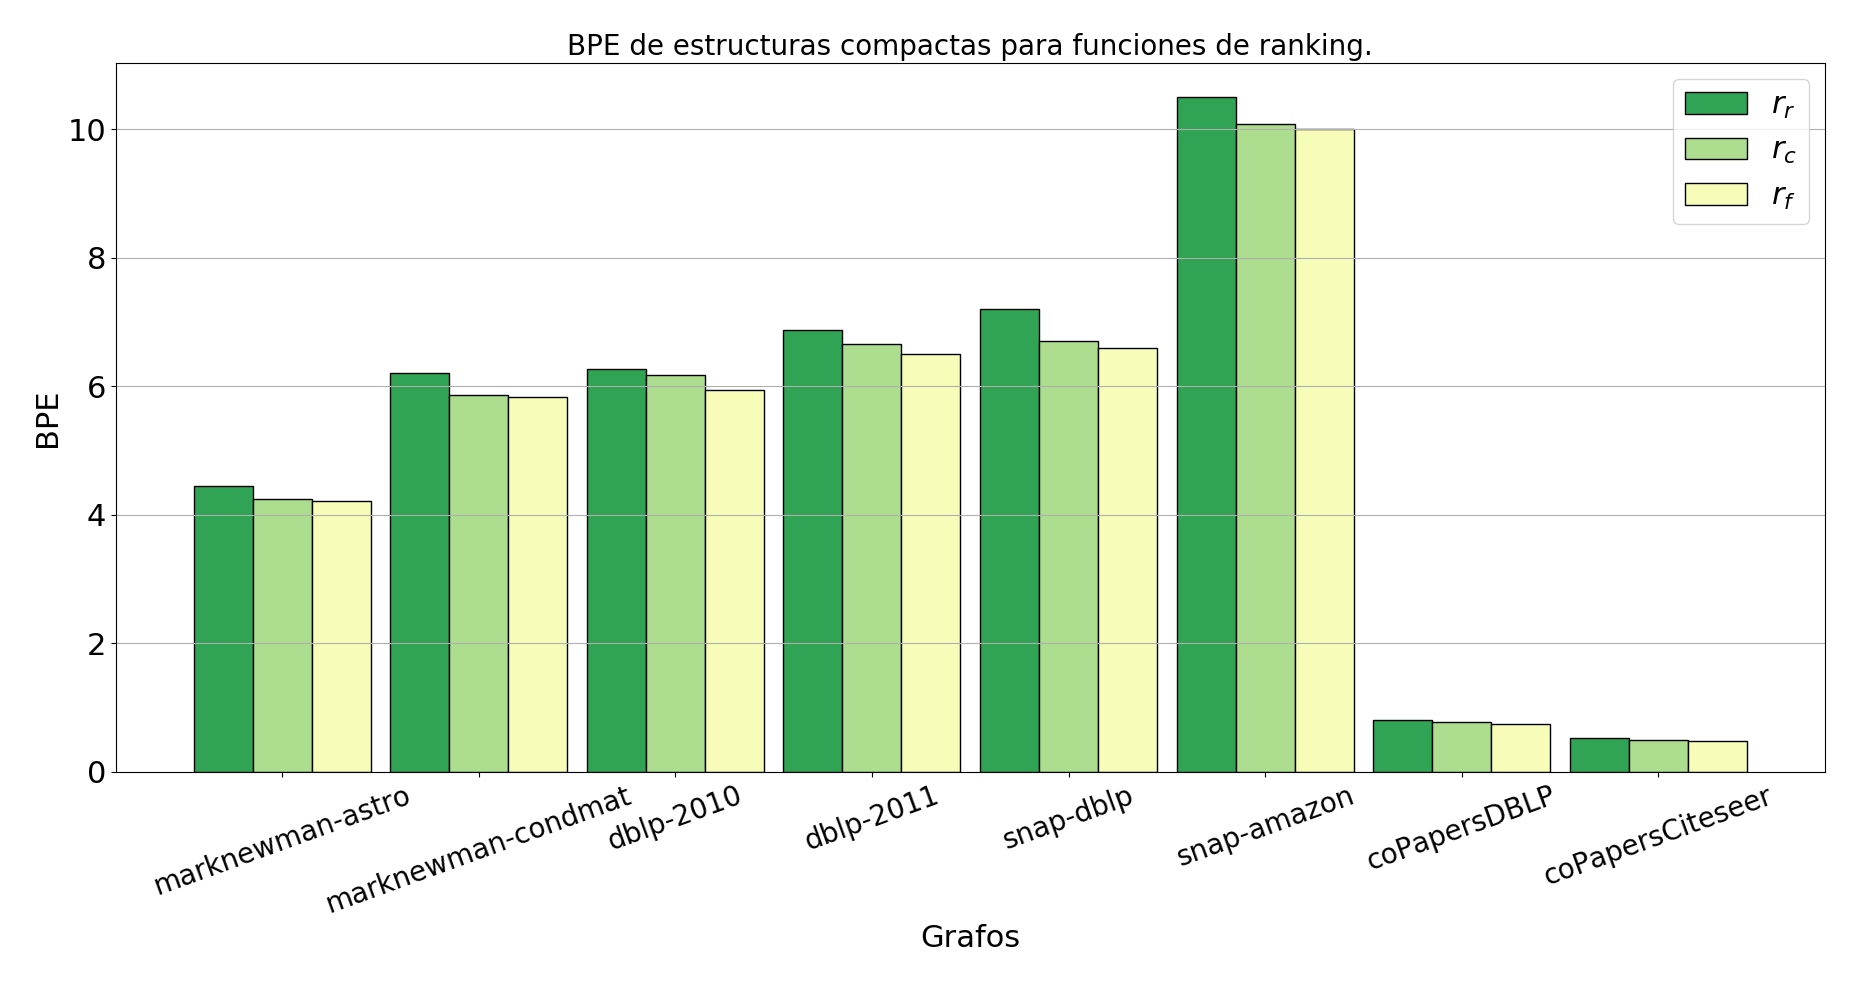 BPE de estructuras compactas para funciones de ranking.
r_r
r_c
r_f
10
8
6
4
2
0
BPE
marknewman-astro
marknewman-condmat
dblp-2010
dblp-2011
snap-dblp
snap-amazon
coPapersDBLP
coPapersCiteseer
Grafos